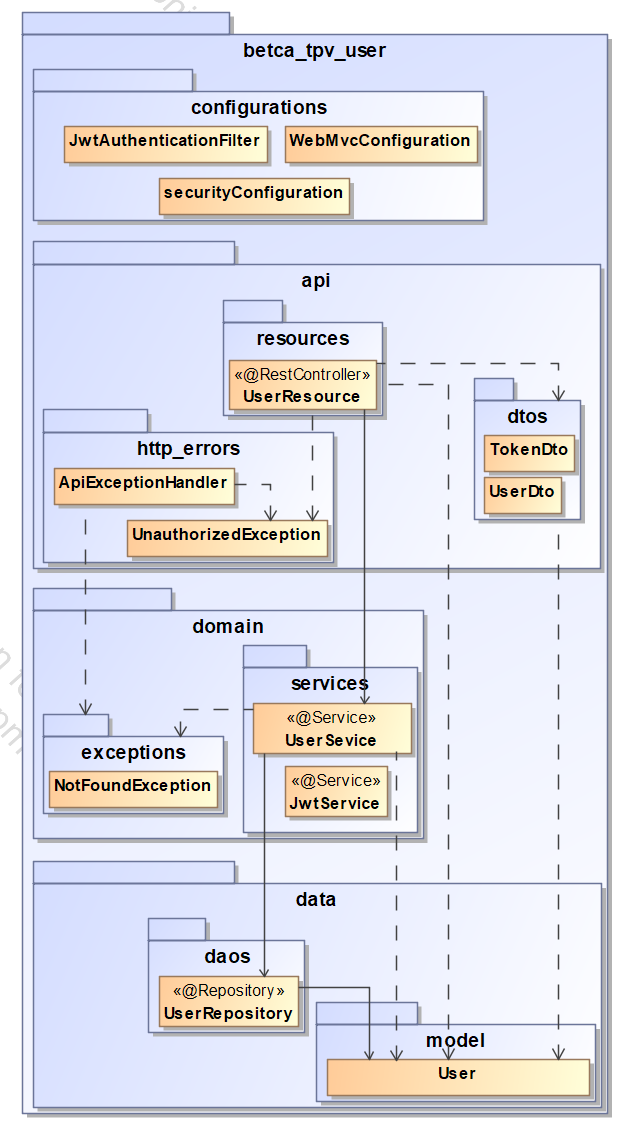 betca_tpv_user
configurations
JwtAuthenticationFilter
WebMvcConfiguration
securityConfiguration
api
resources
«@RestController»
UserResource
dtos
TokenDto
UserDto
http_errors
ApiExceptionHandler
UnauthorizedException
domain
services
«@Service»
UserSevice
«@Service»
JwtService
exceptions
NotFoundException
data
daos
«@Repository»
UserRepository
model
User